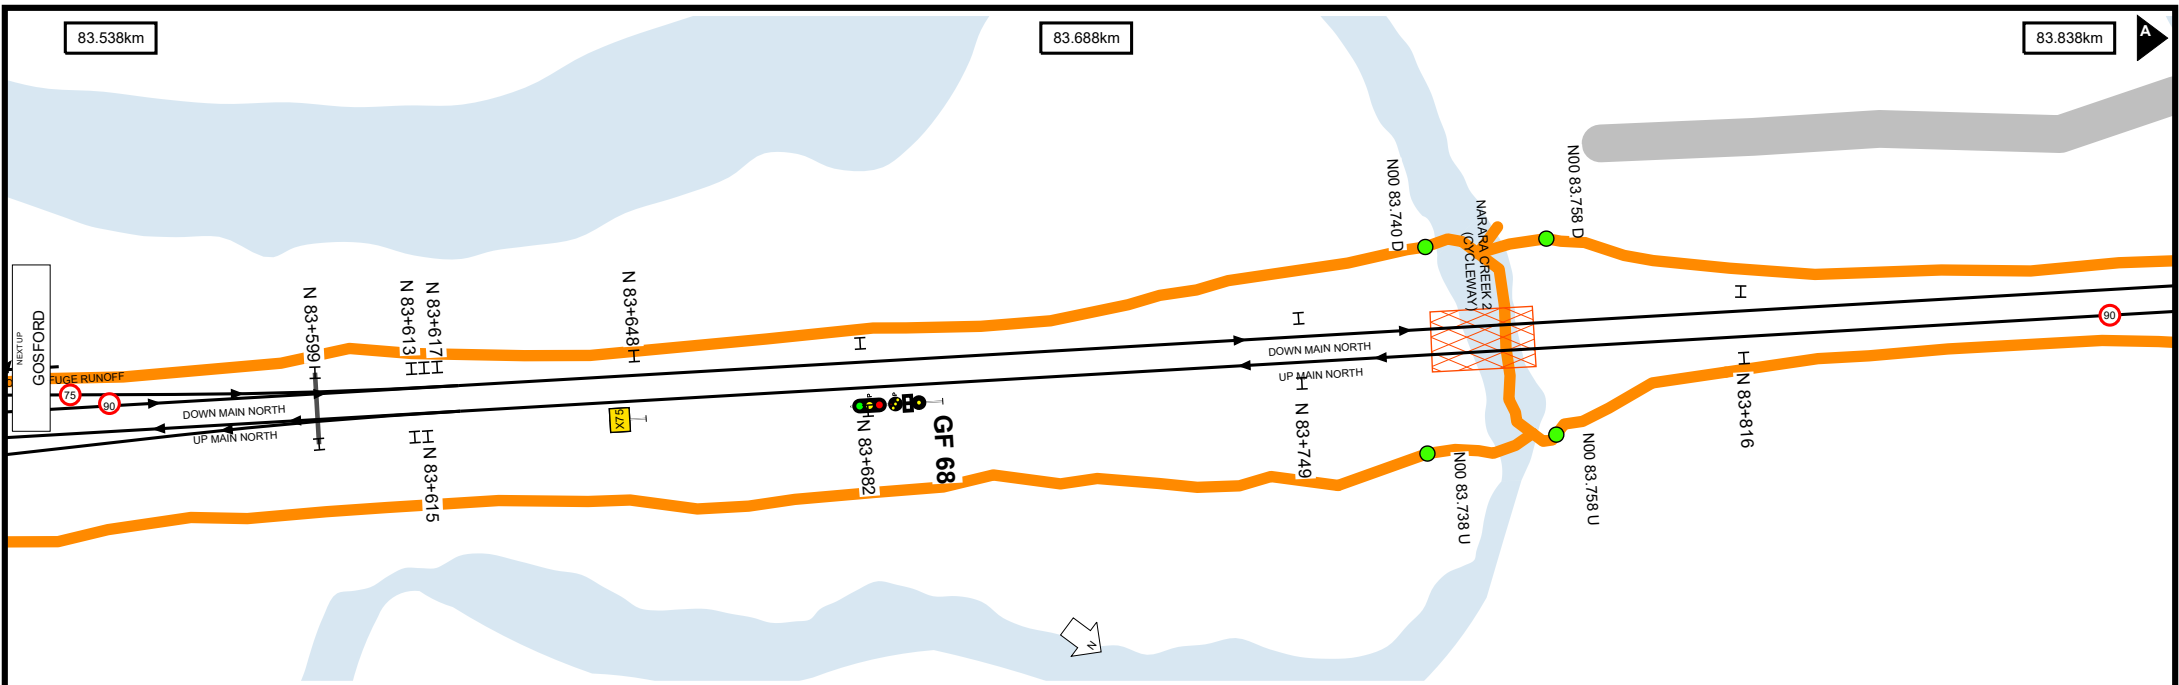 83.538km
83.688km
83.838km
A
N00 83.740 D
N00 83.758 D
NARARA CREEK 2
(CYCLEWAY)
N 83+599
N 83+613
N 83+617
N 83+648
NEXT UP
GOSFORD
FUGE RUNOFF
75
90
DOWN MAIN NORTH
UP MAIN NORTH
X75
GF 68
N 83+615
N 83+682
DOWN MAIN NORTH
UP MAIN NORTH
N 83+749
N00 83.738 U
N00 83.758 U
N 83+816
90
N